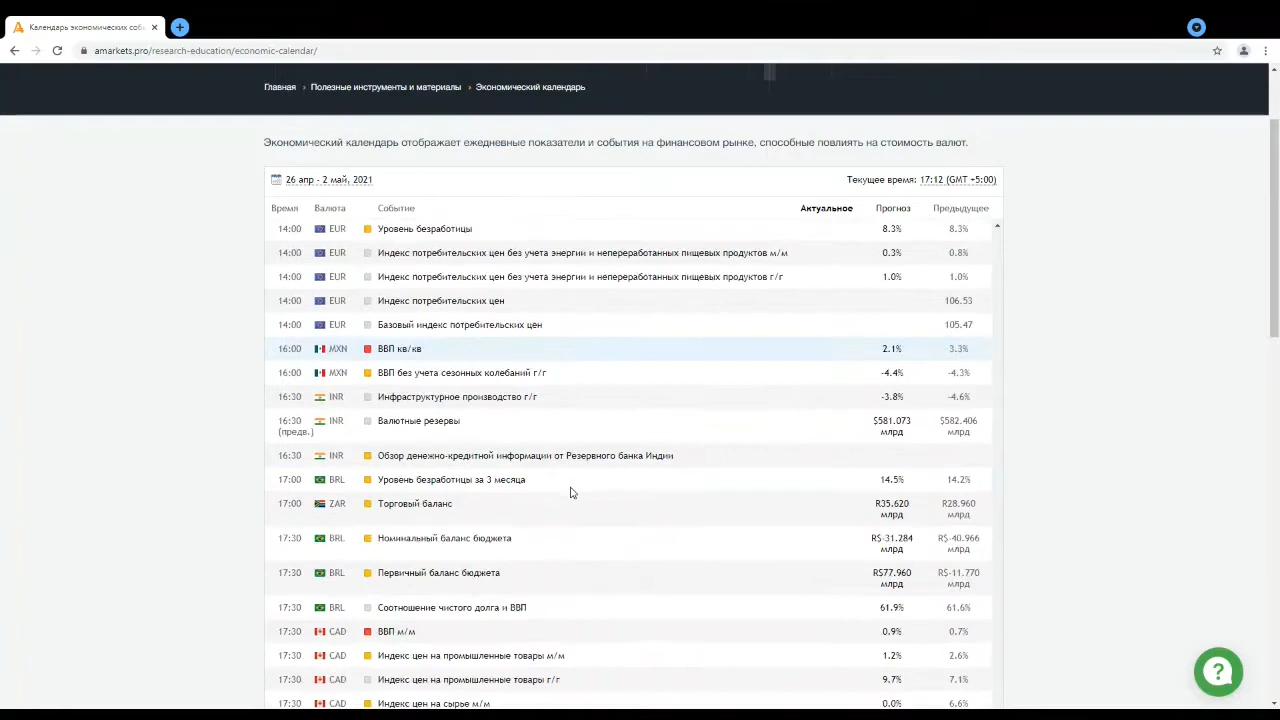 Календарь экономических соб
amarkets.pro/research-education/economic-calendar/
Главная › Полезные инструменты и материалы › Экономический календарь
Экономический календарь отображает ежедневные показатели и события на финансовом рынке, способные повлиять на стоимость валют.
26 апр - 2 май, 2021 Текущее время: 17:12 (GMT +5:00)
Время Валюта Событие Актуальное Прогноз Предыдущее
14:00 EUR Уровень безработицы 8.3% 8.3%
14:00 EUR Индекс потребительских цен без учета энергии и непереработанных пищевых продуктов м/м 0.3% 0.8%
14:00 EUR Индекс потребительских цен без учета энергии и непереработанных пищевых продуктов г/г 1.0% 1.0%
14:00 EUR Индекс потребительских цен 106.53
14:00 EUR Базовый индекс потребительских цен 105.47
16:00 MXN ВВП кв/кв 2.1% 3.3%
16:00 MXN ВВП без учета сезонных колебаний г/г -4.4% -4.3%
16:30 INR Инфраструктурное производство г/г -3.8% -4.6%
16:30 INR Валютные резервы $581.073 $582.406
(предв.) млрд млрд
16:30 INR Обзор денежно-кредитной информации от Резервного банка Индии
17:00 BRL Уровень безработицы за 3 месяца 14.5% 14.2%
17:00 ZAR Торговый баланс R35.620 R28.960
млрд млрд
17:30 BRL Номинальный баланс бюджета R$-31.284 R$-40.966
млрд млрд
17:30 BRL Первичный баланс бюджета R$77.960 R$-11.770
млрд млрд
17:30 BRL Соотношение чистого долга и ВВП 61.9% 61.6%
17:30 CAD ВВП м/м 0.9% 0.7%
17:30 CAD Индекс цен на промышленные товары м/м 1.2% 2.6%
17:30 CAD Индекс цен на промышленные товары г/г 9.7% 7.1%
17:30 CAD Индекс цен на сырье м/м 0.0% 6.6%